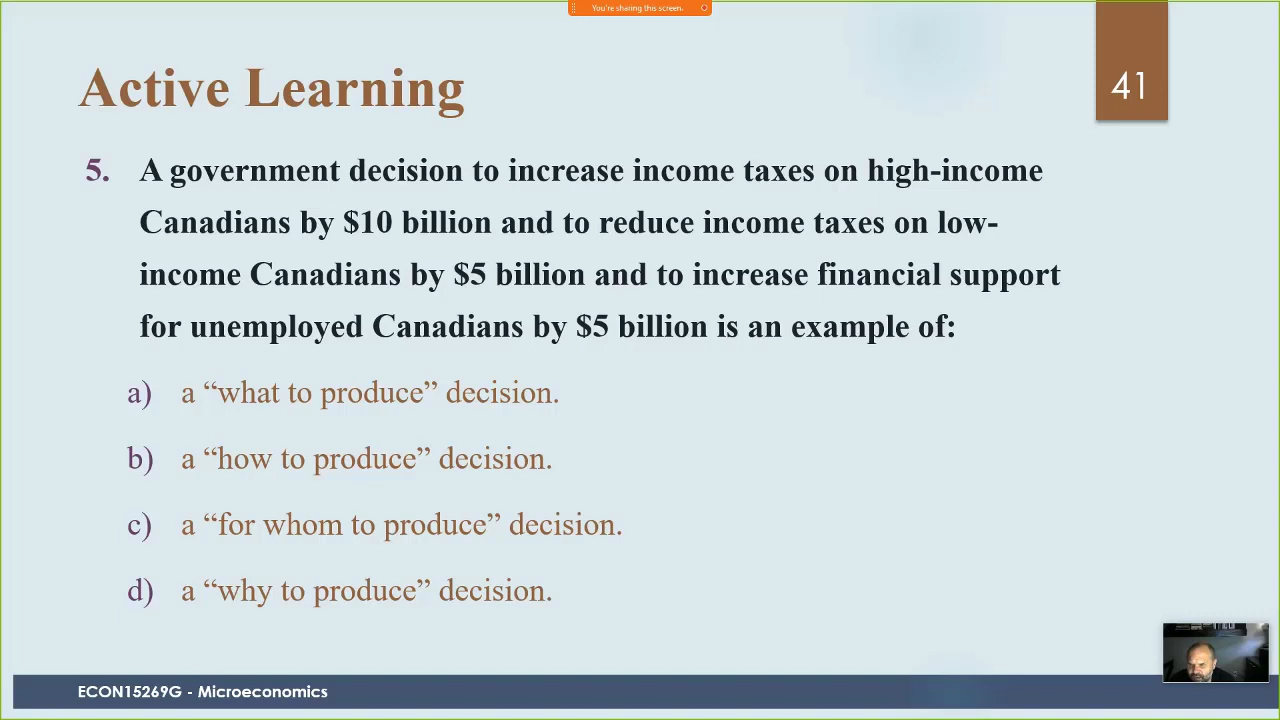 You're sharing this screen.
Active Learning
41
5. A government decision to increase income taxes on high-income
Canadians by $10 billion and to reduce income taxes on low-
income Canadians by $5 billion and to increase financial support
for unemployed Canadians by $5 billion is an example of:
a) a “what to produce” decision.
b) a “how to produce” decision.
c) a “for whom to produce” decision.
d) a “why to produce” decision.
ECON15269G - Microeconomics